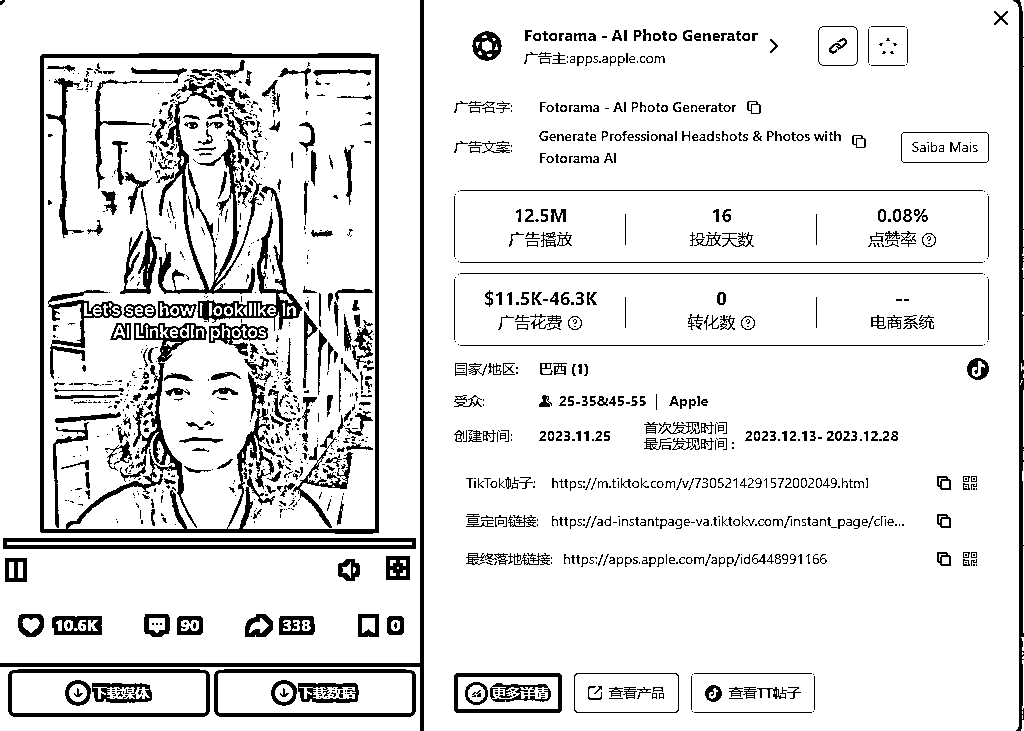 Let's see how I look like in
AI LinkedIn photos
10.6K
90
338
0
下载媒体
下载数据
Fotorama - AI Photo Generator
广告主:apps.apple.com
广告名字:
Fotorama - AI Photo Generator
广告文案:
Generate Professional Headshots & Photos with
Fotorama AI
Saiba Mais
12.5M
广告播放
16
投放天数
0.08%
点赞率
$11.5K-46.3K
广告花费
0
转化数
--
电商系统
国家/地区:
巴西 (1)
受众:
25-35&45-55
Apple
创建时间:
2023.11.25
首次发现时间
最后发现时间:
2023.12.13- 2023.12.28
TikTok帖子:
https://m.tiktok.com/v/7305214291572002049.html
重定向链接:
https://ad-instantpage-va.tiktokv.com/instant_page/clie...
最终落地链接:
https://apps.apple.com/app/id6448991166
更多详情
查看产品
查看TT帖子